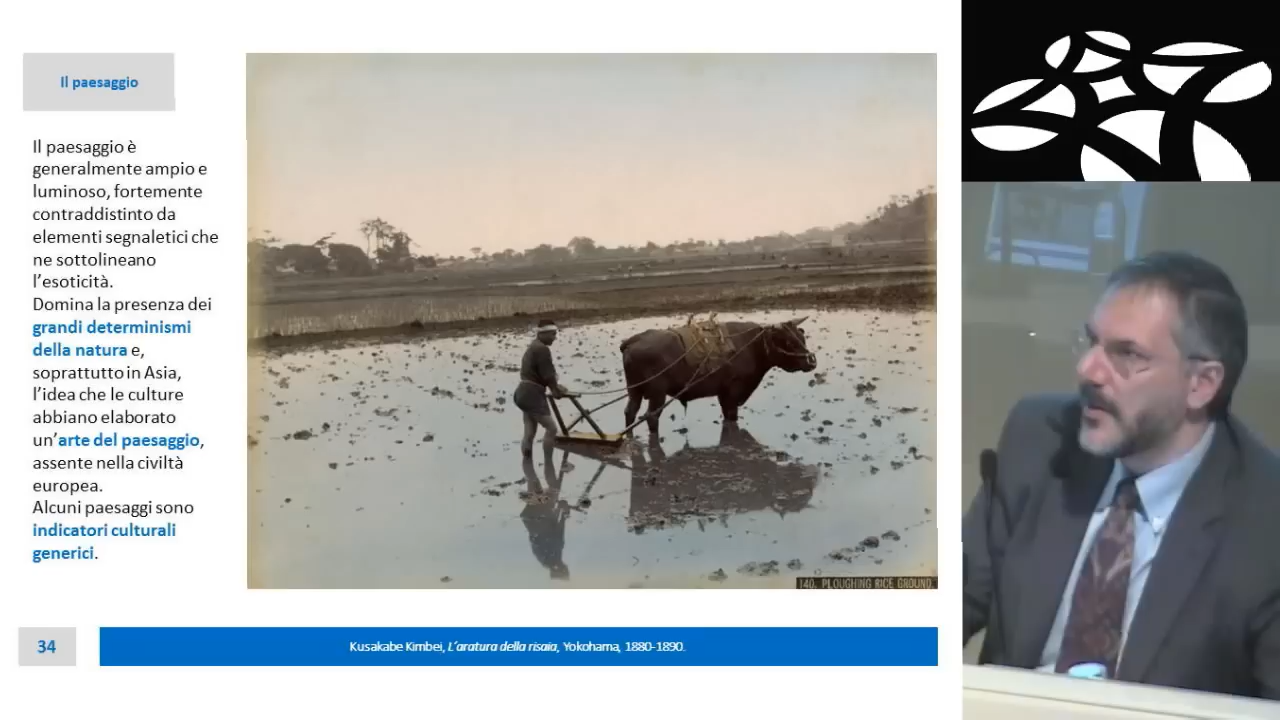 Il paesaggio
Il paesaggio è
generalmente ampio e
luminoso, fortemente
contraddistinto da
elementi segnaletici che
ne sottolineano
l'esoticità.
Domina la presenza dei
grandi determinismi
della natura e,
soprattutto in Asia,
l'idea che le culture
abbiano elaborato
un'arte del paesaggio,
assente nella civiltà
europea.
Alcuni paesaggi sono
indicatori culturali
generici.
140. PLOUGHING RICE GROUND.
34
Kusakabe Kimbei, L'aratura della risaia, Yokohama, 1880-1890.